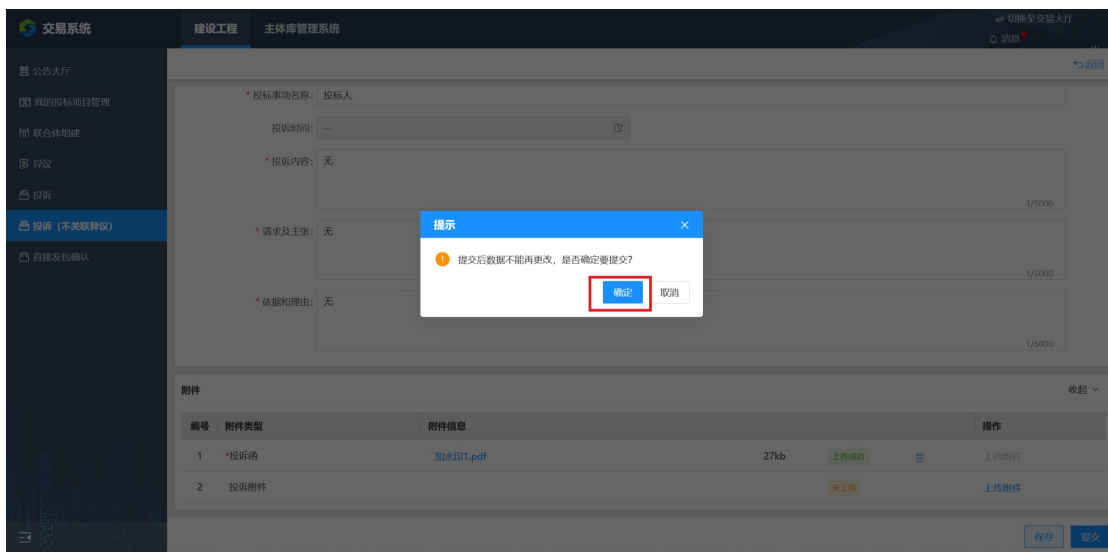 交易系统
建设工程 主体库管理系统
切换至交易大厅
消息
返回
公告大厅
我的投标项目管理
联合体组建
异议
投诉
投诉（不关联异议）
直接发包确认
* 投标事项名称: 投标人
投诉时间: --
* 投诉内容: 无
1/5000
* 请求及主张: 无
1/5000
* 依据和理由: 无
1/5000
提示
提交后数据不能再更改，是否确定要提交?
确定 取消
附件 收起
编号 附件类型 附件信息 操作
1 *投诉函 加水印1.pdf 27kb 上传成功 上传附件
2 投诉附件 未上传 上传附件
保存 提交